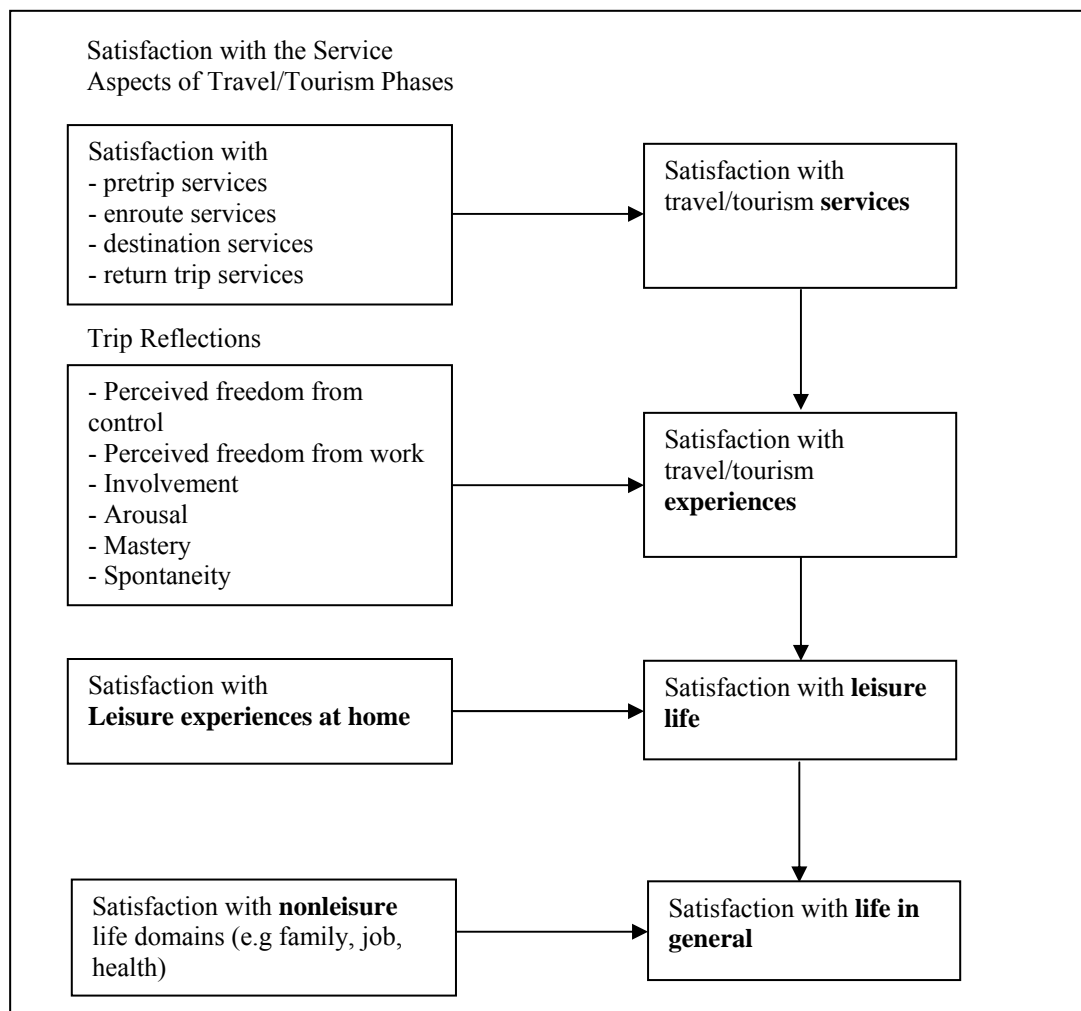 Satisfaction with the Service
Aspects of Travel/Tourism Phases
Satisfaction with
- pretrip services
- enroute services
- destination services
- return trip services
Satisfaction with
travel/tourism services
Trip Reflections
- Perceived freedom from
control
- Perceived freedom from work
- Involvement
- Arousal
- Mastery
- Spontaneity
Satisfaction with
travel/tourism
experiences
Satisfaction with
Leisure experiences at home
Satisfaction with leisure
life
Satisfaction with nonleisure
life domains (e.g family, job,
health)
Satisfaction with life in
general